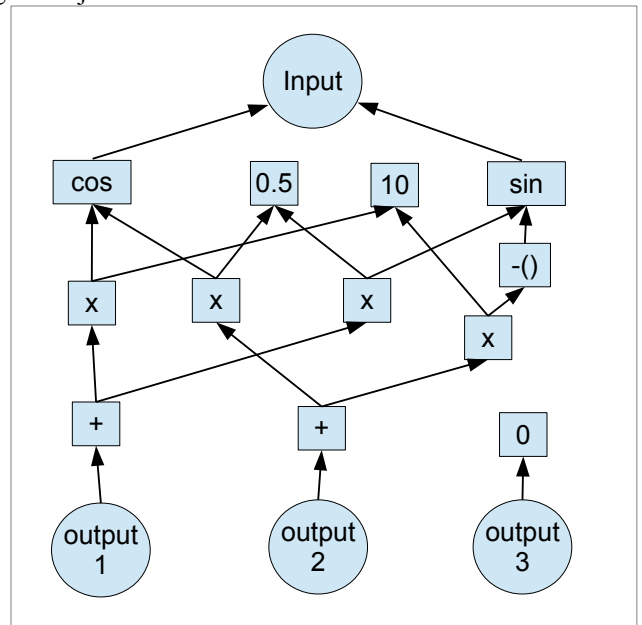 Input
cos
0.5
10
sin
-()
x
x
x
x
+
+
0
output
1
output
2
output
3